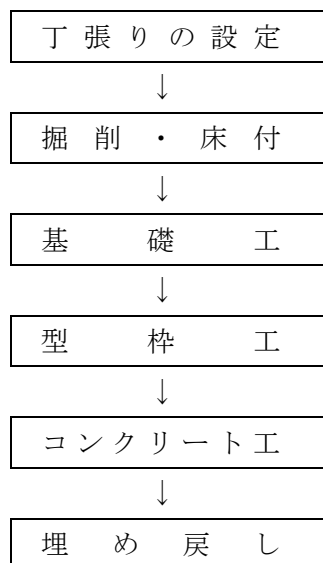 丁張りの設定
↓
掘削・床付
↓
基礎工
↓
型枠工
↓
コンクリート工
↓
埋め戻し